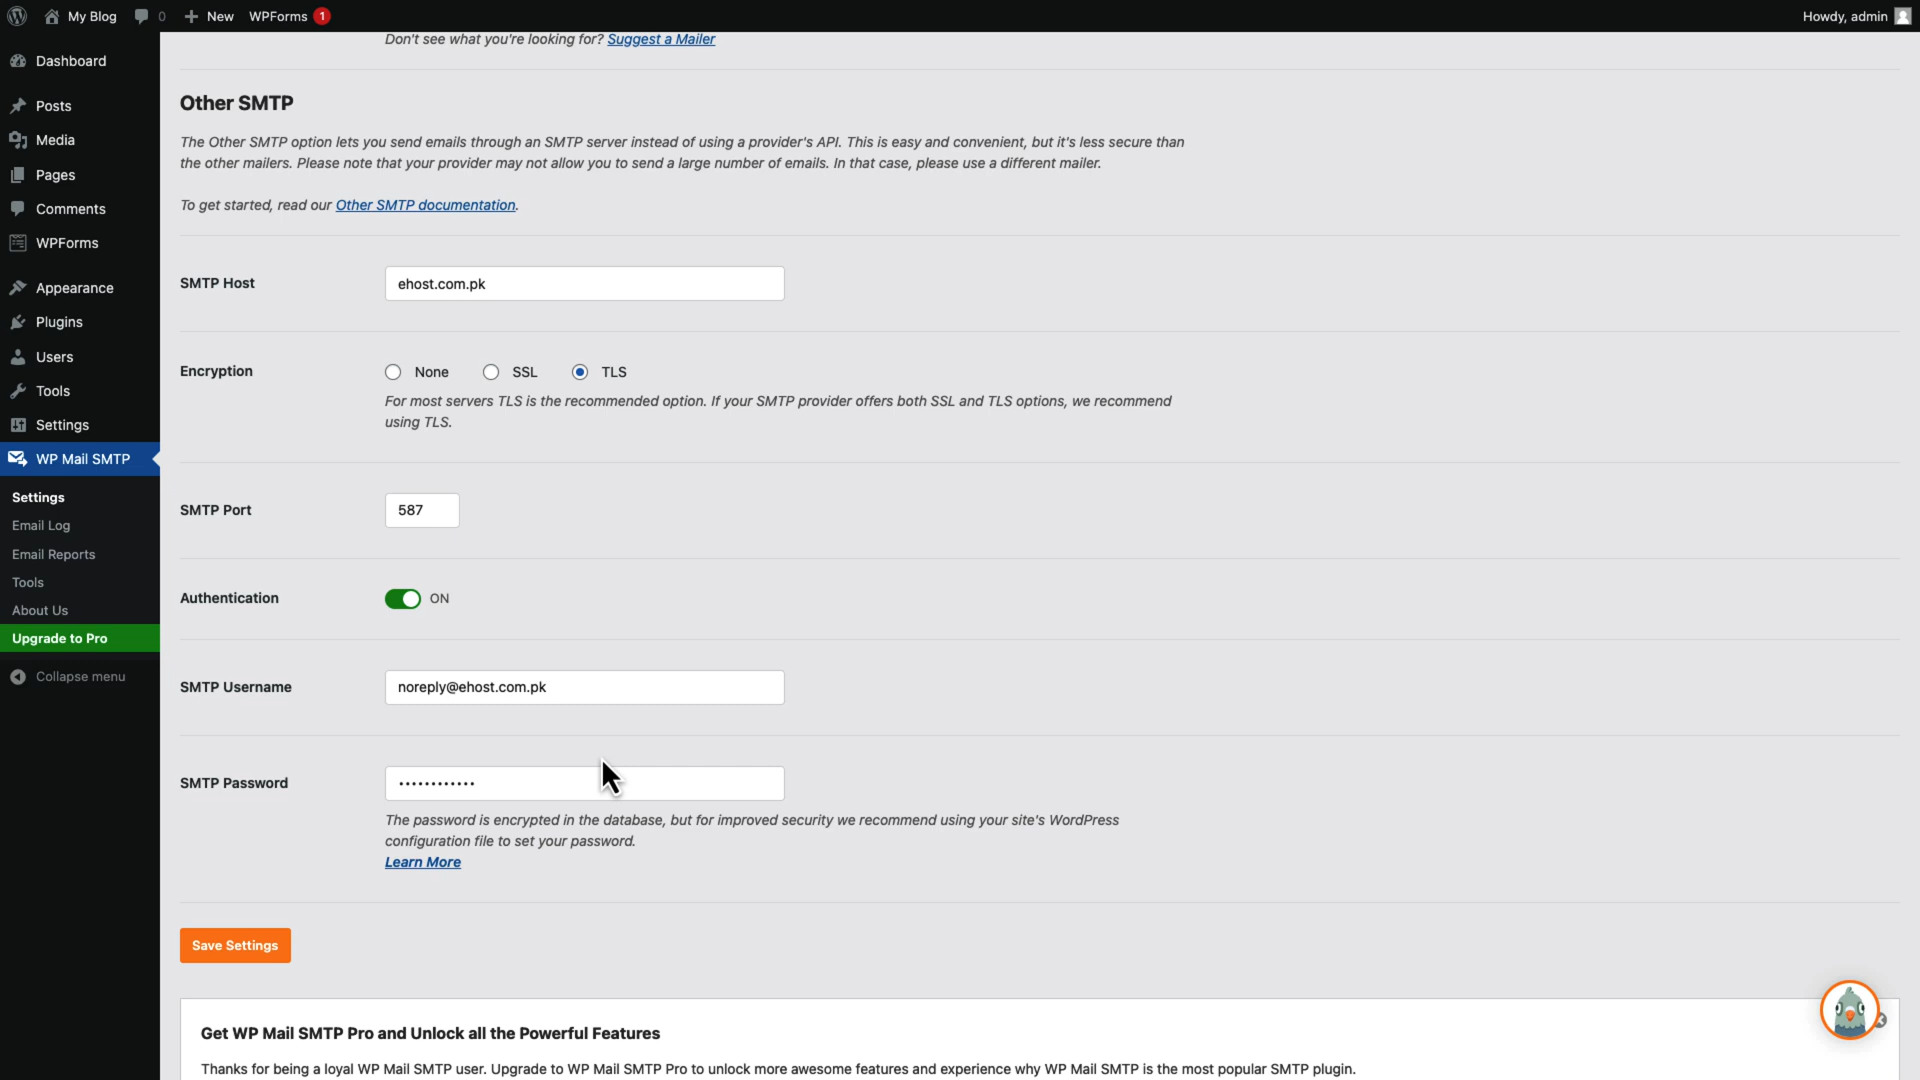 My Blog
0
New
WPForms
1
Howdy, admin
Dashboard
Posts
Media
Pages
Comments
WPForms
Appearance
Plugins
Users
Tools
Settings
WP Mail SMTP
Settings
Email Log
Email Reports
Tools
About Us
Upgrade to Pro
Collapse menu
Don't see what you're looking for? Suggest a Mailer
Other SMTP
The Other SMTP option lets you send emails through an SMTP server instead of using a provider's API. This is easy and convenient, but it's less secure than
the other mailers. Please note that your provider may not allow you to send a large number of emails. In that case, please use a different mailer.
To get started, read our Other SMTP documentation.
SMTP Host
ehost.com.pk
Encryption
None
SSL
TLS
For most servers TLS is the recommended option. If your SMTP provider offers both SSL and TLS options, we recommend
using TLS.
SMTP Port
587
Authentication
ON
SMTP Username
noreply@ehost.com.pk
SMTP Password
••••••••••••
The password is encrypted in the database, but for improved security we recommend using your site's WordPress
configuration file to set your password.
Learn More
Save Settings
Get WP Mail SMTP Pro and Unlock all the Powerful Features
Thanks for being a loyal WP Mail SMTP user. Upgrade to WP Mail SMTP Pro to unlock more awesome features and experience why WP Mail SMTP is the most popular SMTP plugin.